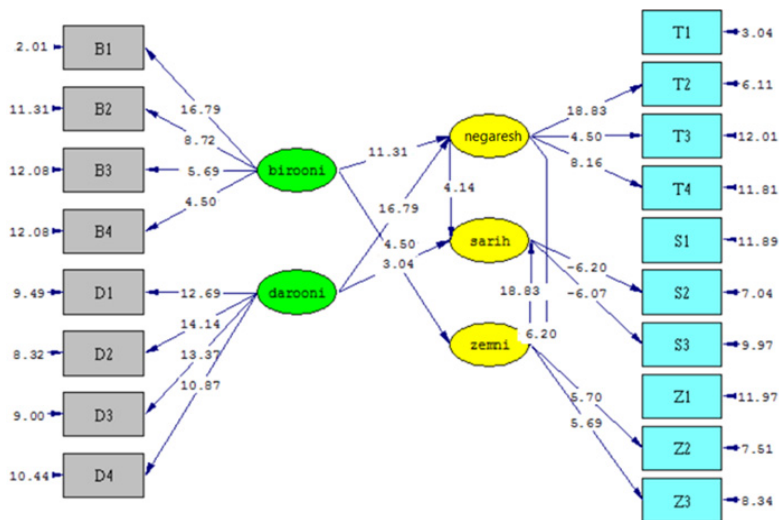 2.01 B1
11.31 B2
12.08 B3
12.08 B4
9.49 D1
8.32 D2
9.00 D3
10.44 D4
16.79
8.72
5.69
4.50
12.69
14.14
13.37
10.87
birooni
darooni
11.31
16.79
4.50
3.04
negaresh
4.14
sarih
18.83
6.20
zemni
18.83
4.50
8.16
-6.20
-6.07
5.70
5.69
T1 3.04
T2 6.11
T3 12.01
T4 11.81
S1 11.89
S2 7.04
S3 9.97
Z1 11.97
Z2 7.51
Z3 8.34